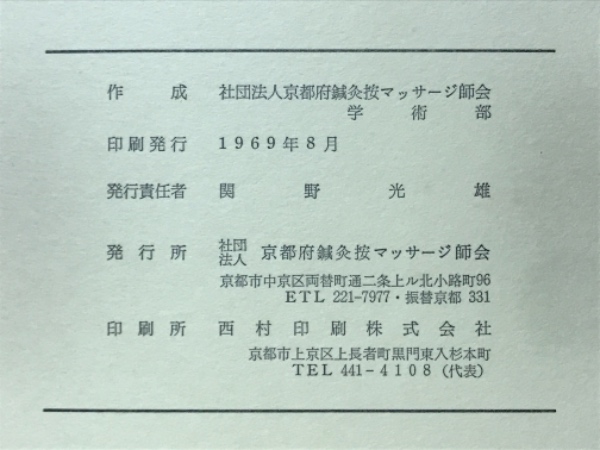 作成 社団法人京都府鍼灸按マッサージ師会
学術部
印刷発行 1969年8月
発行責任者 関野光雄
発行所 社団法人 京都府鍼灸按マッサージ師会
京都市中京区両替町通二条上ル北小路町96
ETL 221-7977・振替京都 331
印刷所 西村印刷株式会社
京都市上京区上長者町黒門東入杉本町
TEL 441-4108（代表）